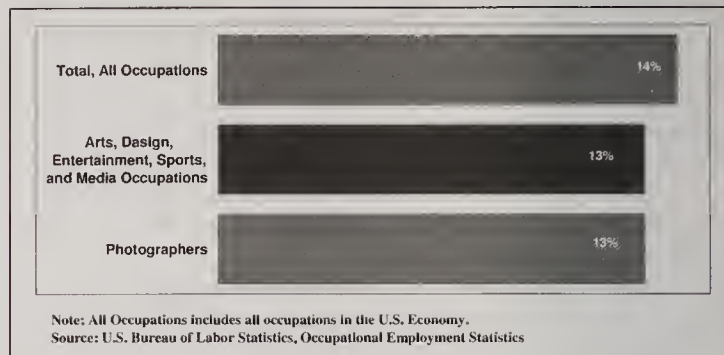 Total, All Occupations
14%
Arts, Dasign,
Entertainment, Sports,
and Media Occupations
13%
Photographers
13%
Note: All Occupations includes all occupations in the U.S. Economy.
Source: U.S. Bureau of Labor Statistics, Occupational Employment Statistics